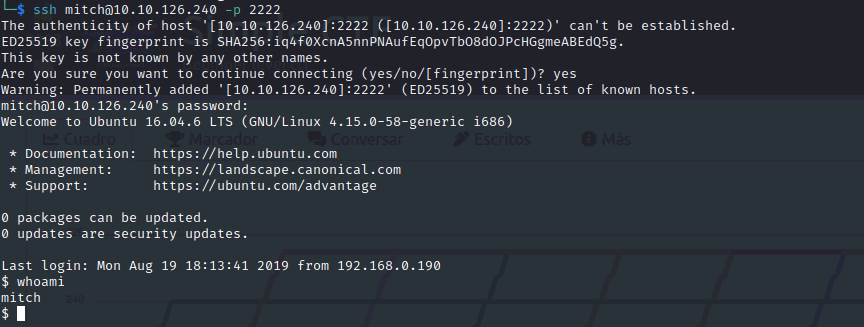 $ ssh mitch@10.10.126.240 -p 2222
The authenticity of host '[10.10.126.240]:2222 ([10.10.126.240]:2222)' can't be established.
ED25519 key fingerprint is SHA256:iq4f0XcnA5nnPNAufEqOpvTbO8dOJPcHGgmeABEdQ5g.
This key is not known by any other names.
Are you sure you want to continue connecting (yes/no/[fingerprint])? yes
Warning: Permanently added '[10.10.126.240]:2222' (ED25519) to the list of known hosts.
mitch@10.10.126.240's password:
Welcome to Ubuntu 16.04.6 LTS (GNU/Linux 4.15.0-58-generic i686)
Cuadro Marcador Conversar Escritos Más
* Documentation: https://help.ubuntu.com
* Management: https://landscape.canonical.com
* Support: https://ubuntu.com/advantage
0 packages can be updated.
0 updates are security updates.
Last login: Mon Aug 19 18:13:41 2019 from 192.168.0.190
$ whoami
mitch
240
$